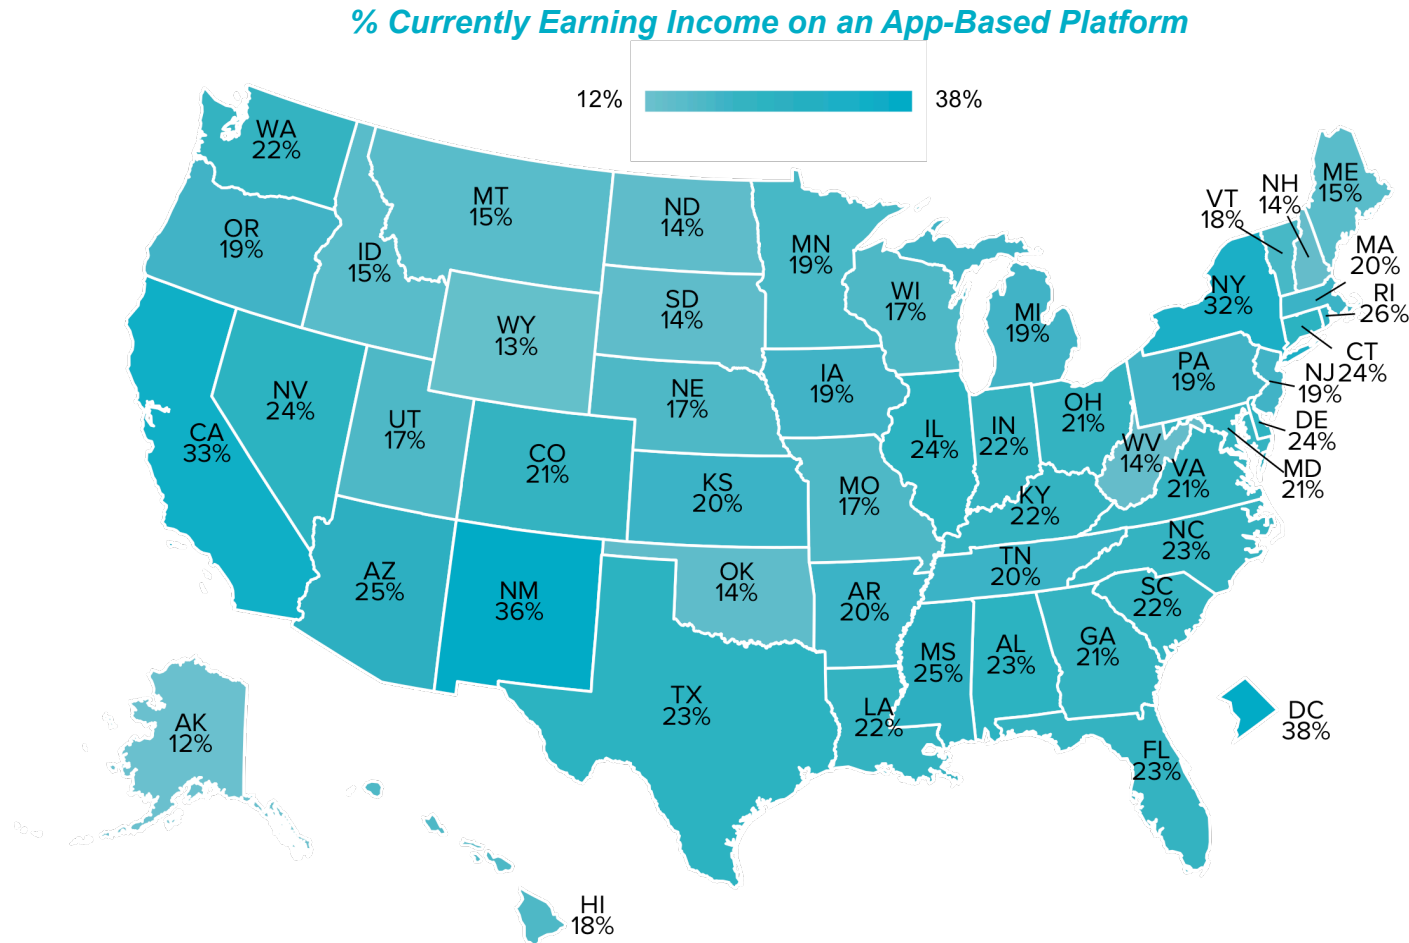 % Currently Earning Income on an App-Based Platform
12%
38%
WA
22%
OR
19%
ID
15%
MT
15%
ND
14%
MN
19%
WI
17%
MI
19%
VT
18%
NH
14%
ME
15%
MA
20%
RI
26%
CT
24%
NY
32%
PA
19%
NJ
19%
DE
24%
MD
21%
WY
13%
SD
14%
NE
17%
IA
19%
IL
24%
IN
22%
OH
21%
WV
14%
VA
21%
CA
33%
NV
24%
UT
17%
CO
21%
KS
20%
MO
17%
KY
22%
NC
23%
TN
20%
SC
22%
AZ
25%
NM
36%
OK
14%
AR
20%
MS
25%
AL
23%
GA
21%
TX
23%
LA
22%
FL
23%
DC
38%
AK
12%
HI
18%